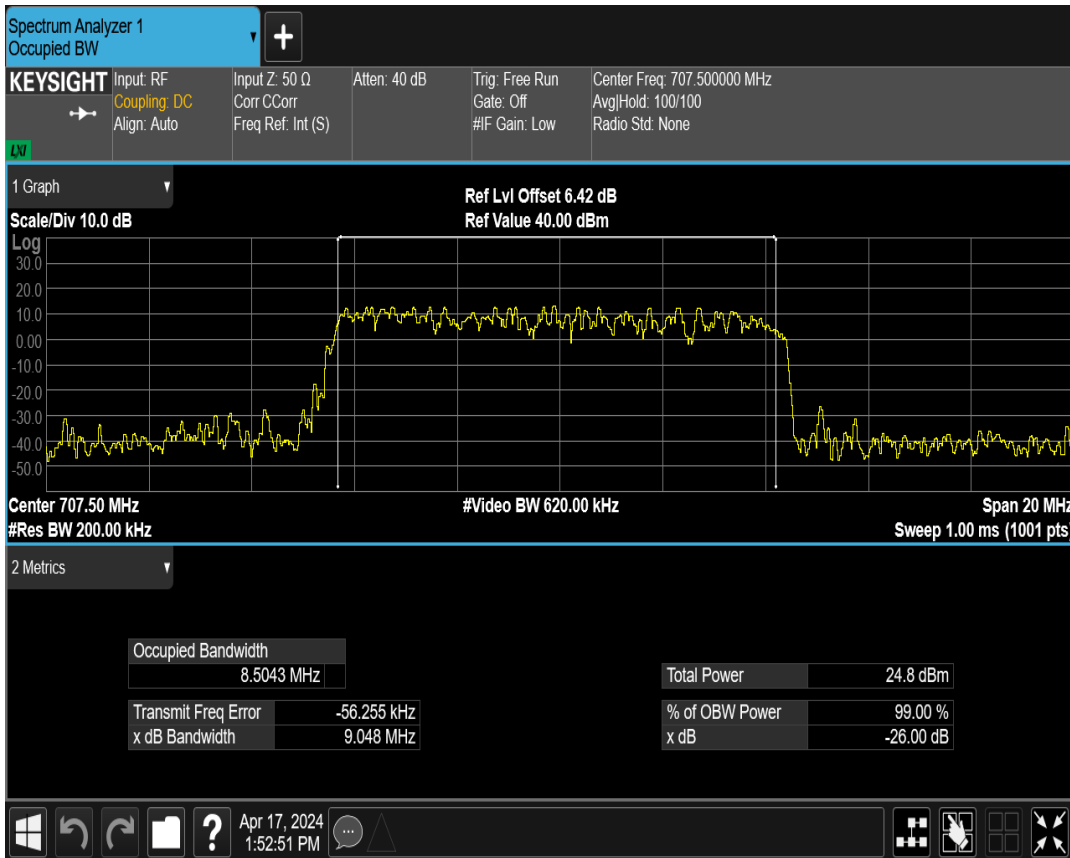 Spectrum Analyzer 1
Occupied BW
KEYSIGHT
Input: RF
Coupling: DC
Align: Auto
Input Z: 50 Ω
Corr CCorr
Freq Ref: Int (S)
Atten: 40 dB
Trig: Free Run
Gate: Off
#IF Gain: Low
Center Freq: 707.500000 MHz
Avg|Hold: 100/100
Radio Std: None
LXI
1 Graph
Scale/Div 10.0 dB
Ref Lvl Offset 6.42 dB
Ref Value 40.00 dBm
Log
30.0
20.0
10.0
0.00
-10.0
-20.0
-30.0
-40.0
-50.0
Center 707.50 MHz
#Video BW 620.00 kHz
Span 20 MHz
#Res BW 200.00 kHz
Sweep 1.00 ms (1001 pts)
2 Metrics
Occupied Bandwidth
8.5043 MHz
Total Power 24.8 dBm
Transmit Freq Error -56.255 kHz
% of OBW Power 99.00 %
x dB Bandwidth 9.048 MHz
x dB -26.00 dB
?
Apr 17, 2024
1:52:51 PM